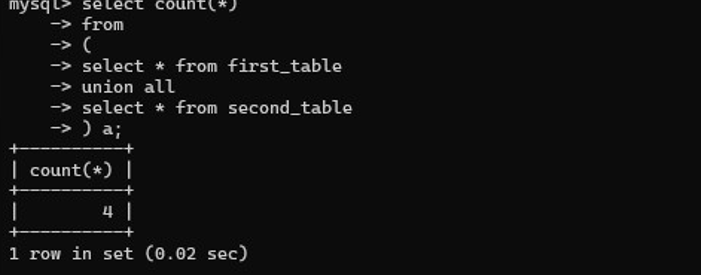 mysql> select count(*)
    -> from
    -> (
    -> select * from first_table
    -> union all
    -> select * from second_table
    -> ) a;
+----------+
| count(*) |
+----------+
|        4 |
+----------+
1 row in set (0.02 sec)